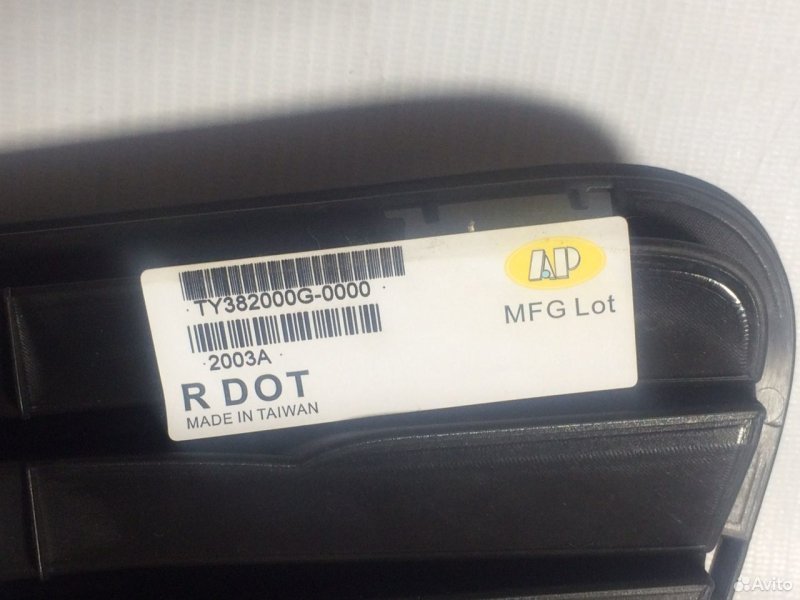 AP
TY382000G-0000
MFG Lot
2003A
R DOT
MADE IN TAIWAN
Avito